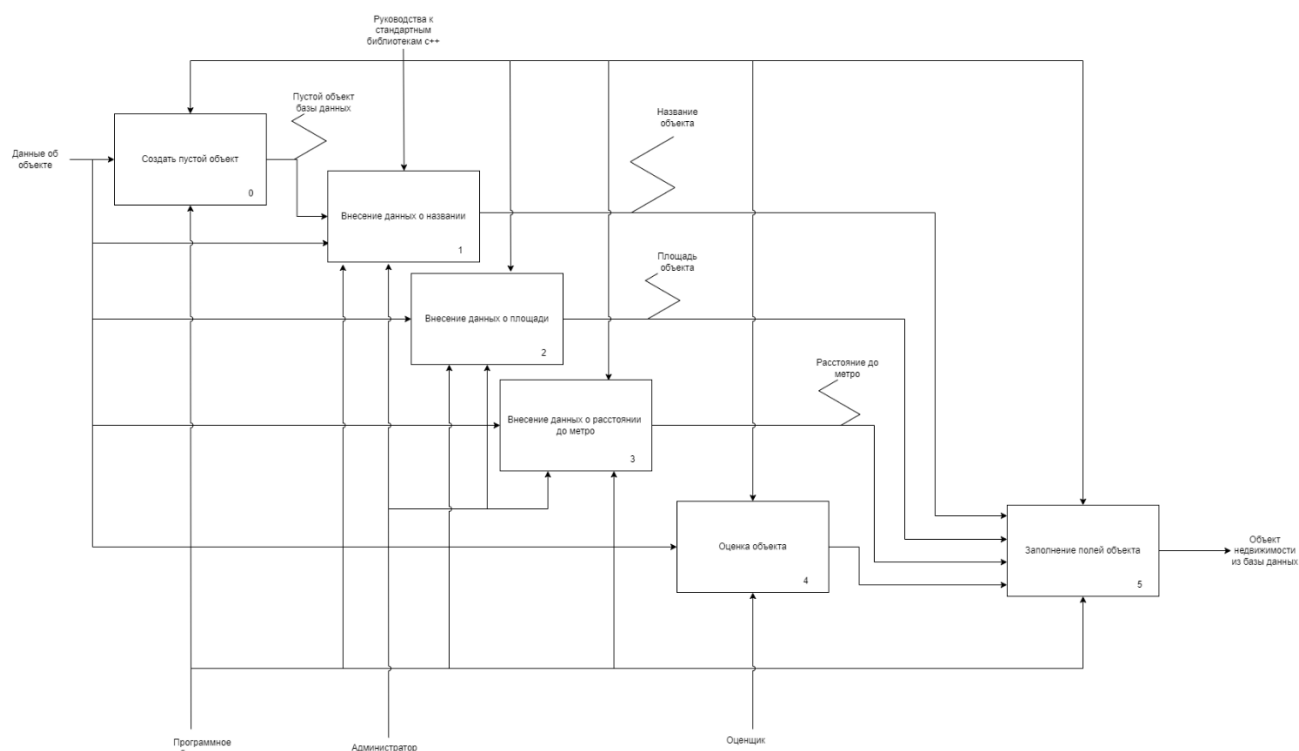 Руководства к
стандартным
библиотекам с++
Пустой объект
базы данных
Название
объекта
Данные об
объекте
Создать пустой объект
0
Внесение данных о названии
1
Площадь
объекта
Внесение данных о площади
2
Расстояние до
метро
Внесение данных о расстоянии
до метро
3
Оценка объекта
4
Заполнение полей объекта
5
Объект
недвижимости
из базы данных
Программное
Администратор
Оценщик